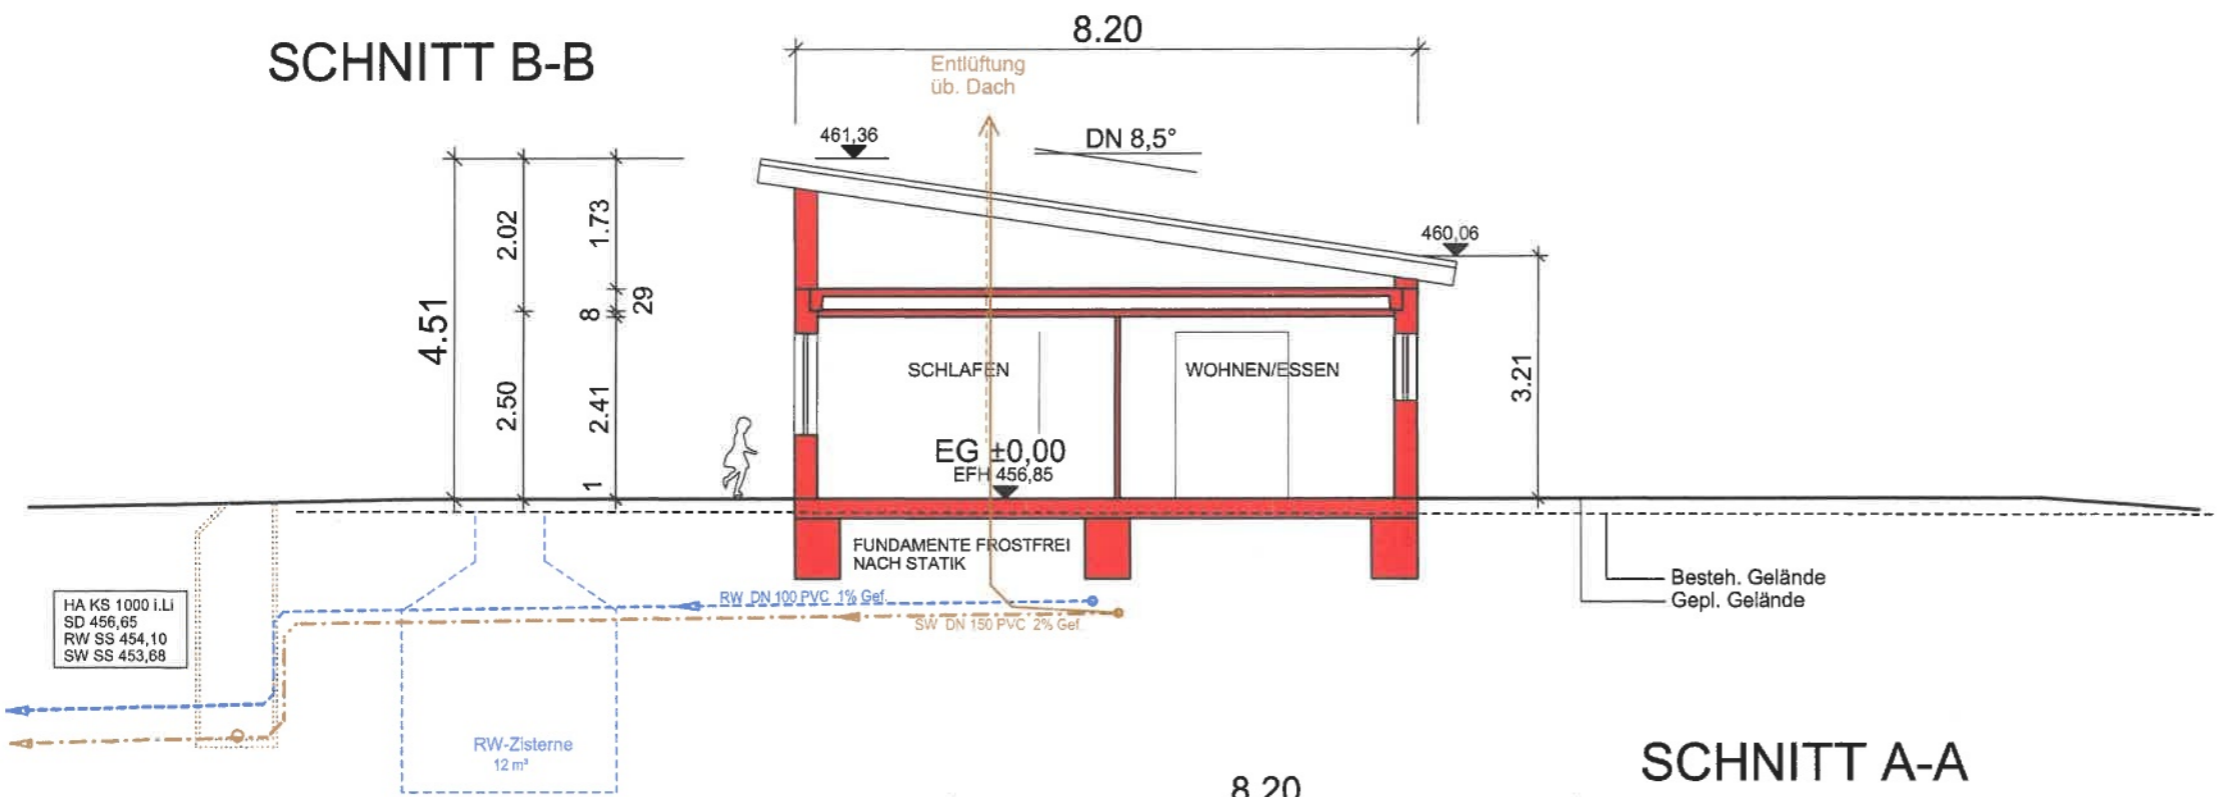 SCHNITT B-B
8.20
Entlüftung
üb. Dach
461,36
DN 8,5°
460,06
4.51
2.02
2.50
1.73
29
8
2.41
1
3.21
SCHLAFEN
WOHNEN/ESSEN
EG ±0,00
EFH 456,85
FUNDAMENTE FROSTFREI
NACH STATIK
Besteh. Gelände
Gepl. Gelände
HA KS 1000 i.Li
SD 456,65
RW SS 454,10
SW SS 453,68
RW DN 100 PVC 1% Gef.
SW DN 150 PVC 2% Gef.
RW-Zisterne
12 m³
SCHNITT A-A
8.20